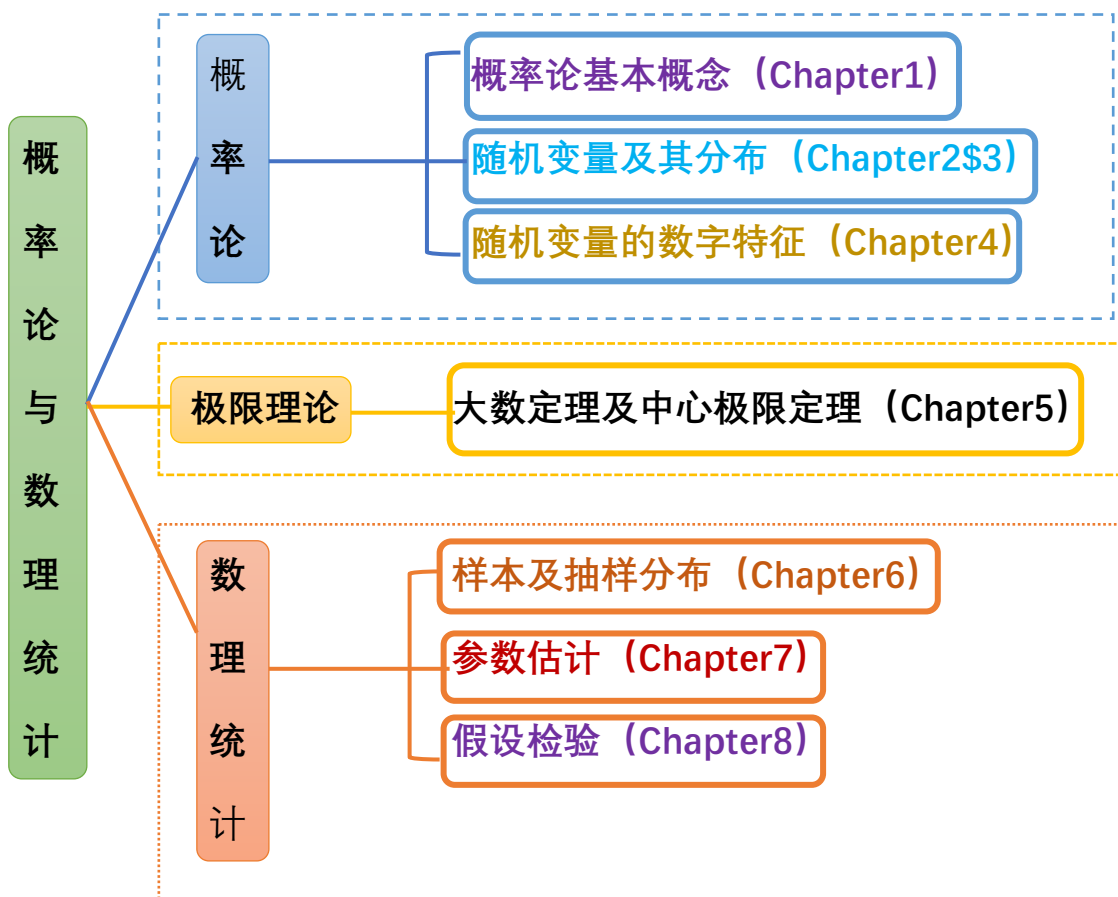 概率论与数理统计
概率论
概率论基本概念（Chapter1）
随机变量及其分布（Chapter2$3）
随机变量的数字特征（Chapter4）
极限理论
大数定理及中心极限定理（Chapter5）
数理统计
样本及抽样分布（Chapter6）
参数估计（Chapter7）
假设检验（Chapter8）